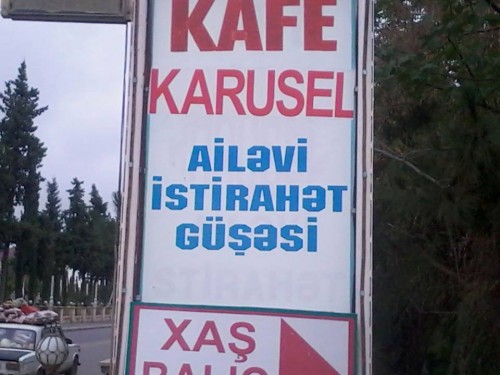 KAFE
KARUSEL
AİLƏVİ
İSTİRAHƏT
GÜŞƏSİ
XAŞ